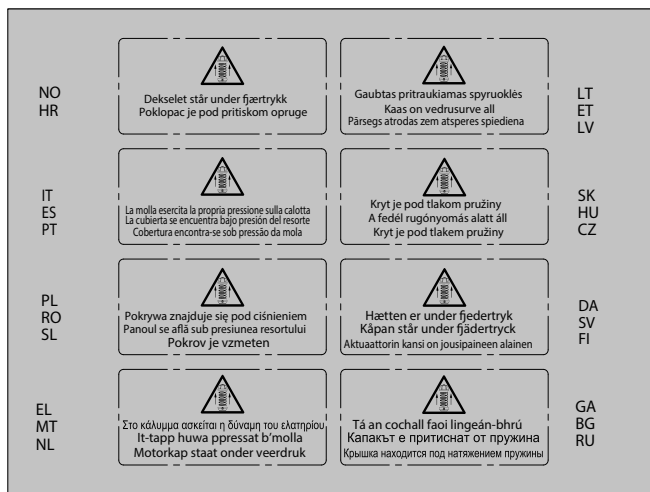 NO
HR
Dekselet står under fjærtrykk
Poklopac je pod pritiskom opruge
Gaubtas pritraukiamas spyruoklės
Kaas on vedrusurve all
Pārsegs atrodas zem atsperes spiediena
LT
ET
LV
IT
ES
PT
La molla esercita la propria pressione sulla calotta
La cubierta se encuentra bajo presión del resorte
Cobertura encontra-se sob pressão da mola
Kryt je pod tlakom pružiny
A fedél rugónyomás alatt áll
Kryt je pod tlakem pružiny
SK
HU
CZ
PL
RO
SL
Pokrywa znajduje się pod ciśnieniem
Panoul se află sub presiunea resortului
Pokrov je vzmeten
Hætten er under fjedertryk
Kåpan står under fjädertryck
Aktuaattorin kansi on jousipaineen alainen
DA
SV
FI
EL
MT
NL
Στο κάλυμμα ασκείται η δύναμη του ελατηρίου
It-tapp huwa ppressat b’molla
Motorkap staat onder veerdruk
Tá an cochall faoi lingeán-bhrú
Капакът е притиснат от пружина
Крышка находится под натяжением пружины
GA
BG
RU